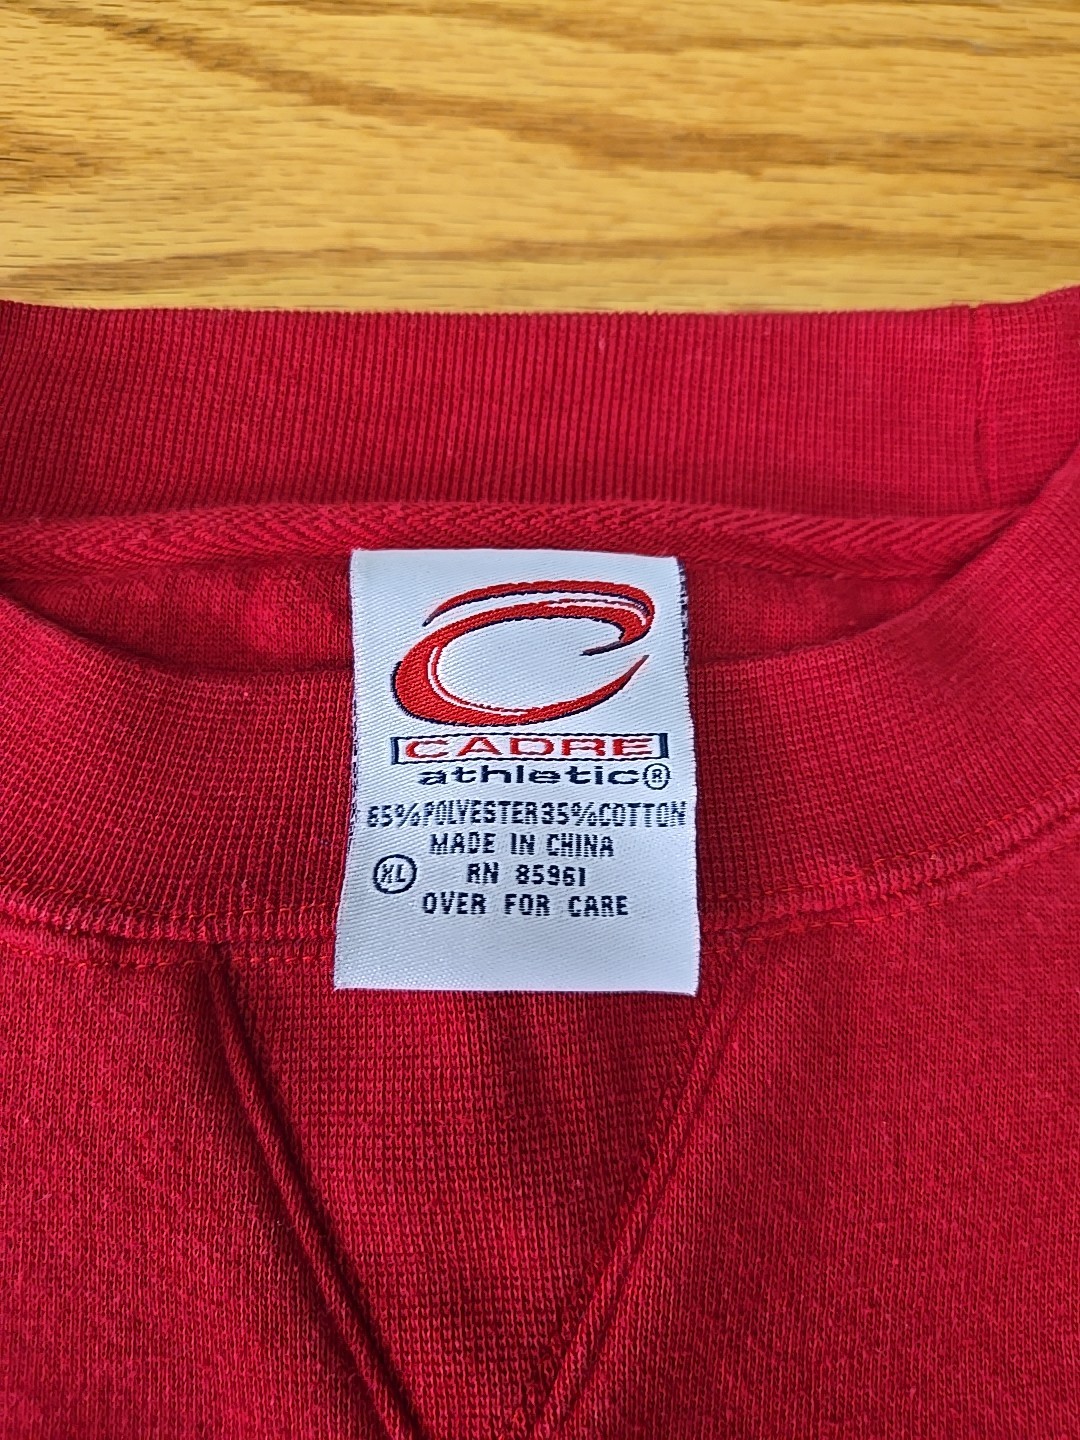 CADRE
athletic®
65%POLYESTER35%COTTON
MADE IN CHINA
XL RN 85961
OVER FOR CARE